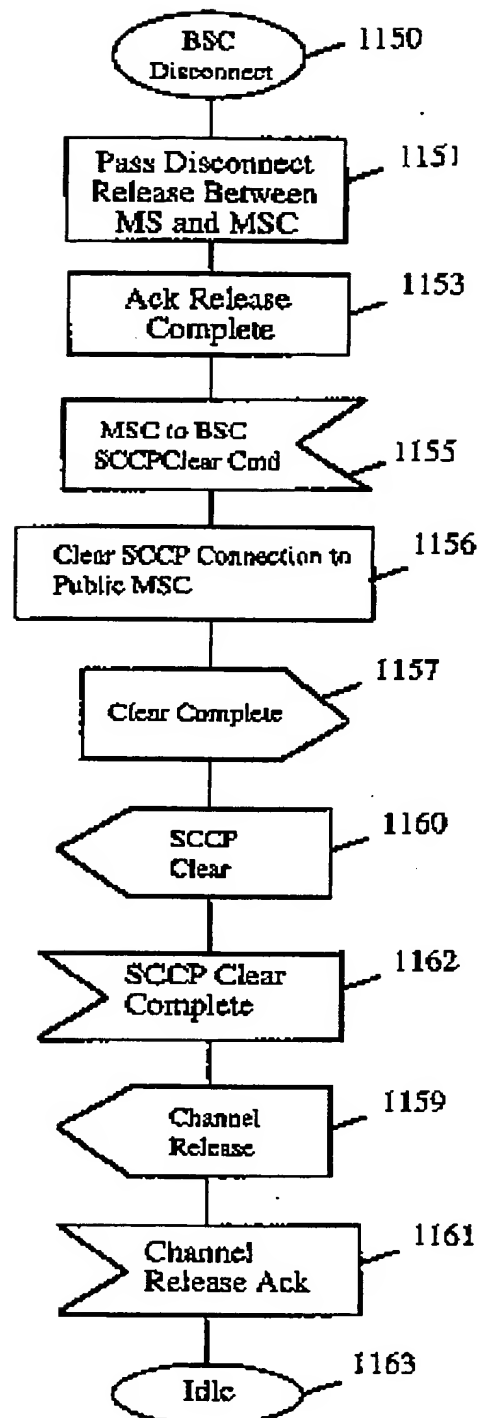 BSC
Disconnect
1150
Pass Disconnect
Release Between
MS and MSC
1151
Ack Release
Complete
1153
MSC to BSC
SCCPClear Cmd
1155
Clear SCCP Connection to
Public MSC
1156
Clear Complete
1157
SCCP
Clear
1160
SCCP Clear
Complete
1162
Channel
Release
1159
Channel
Release Ack
1161
Idle
1163